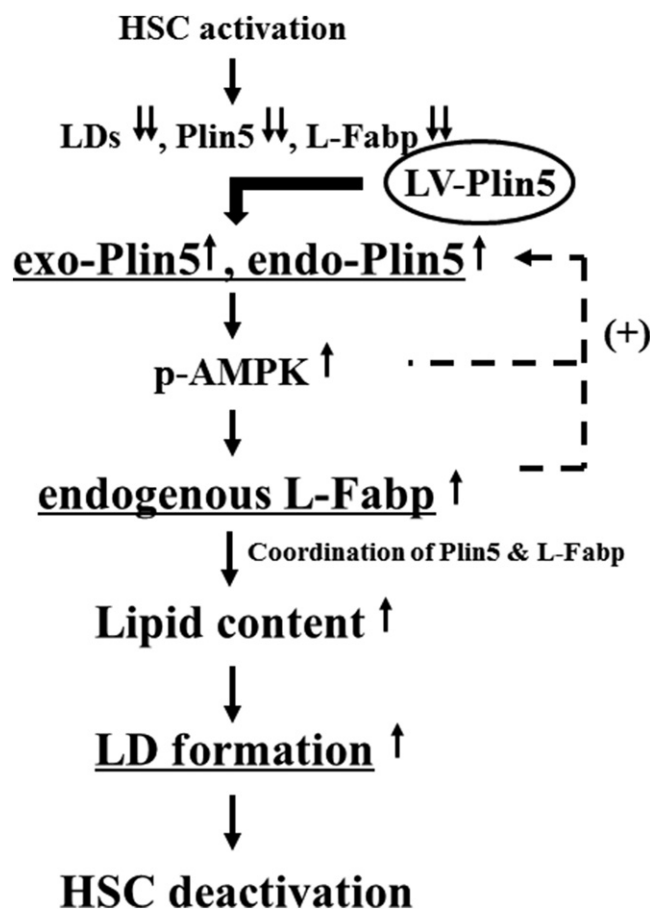 HSC activation
LDs ↓↓, Plin5 ↓↓, L-Fabp ↓↓
LV-Plin5
exo-Plin5↑, endo-Plin5↑
(+)
p-AMPK ↑
endogenous L-Fabp ↑
Coordination of Plin5 & L-Fabp
Lipid content ↑
LD formation ↑
HSC deactivation